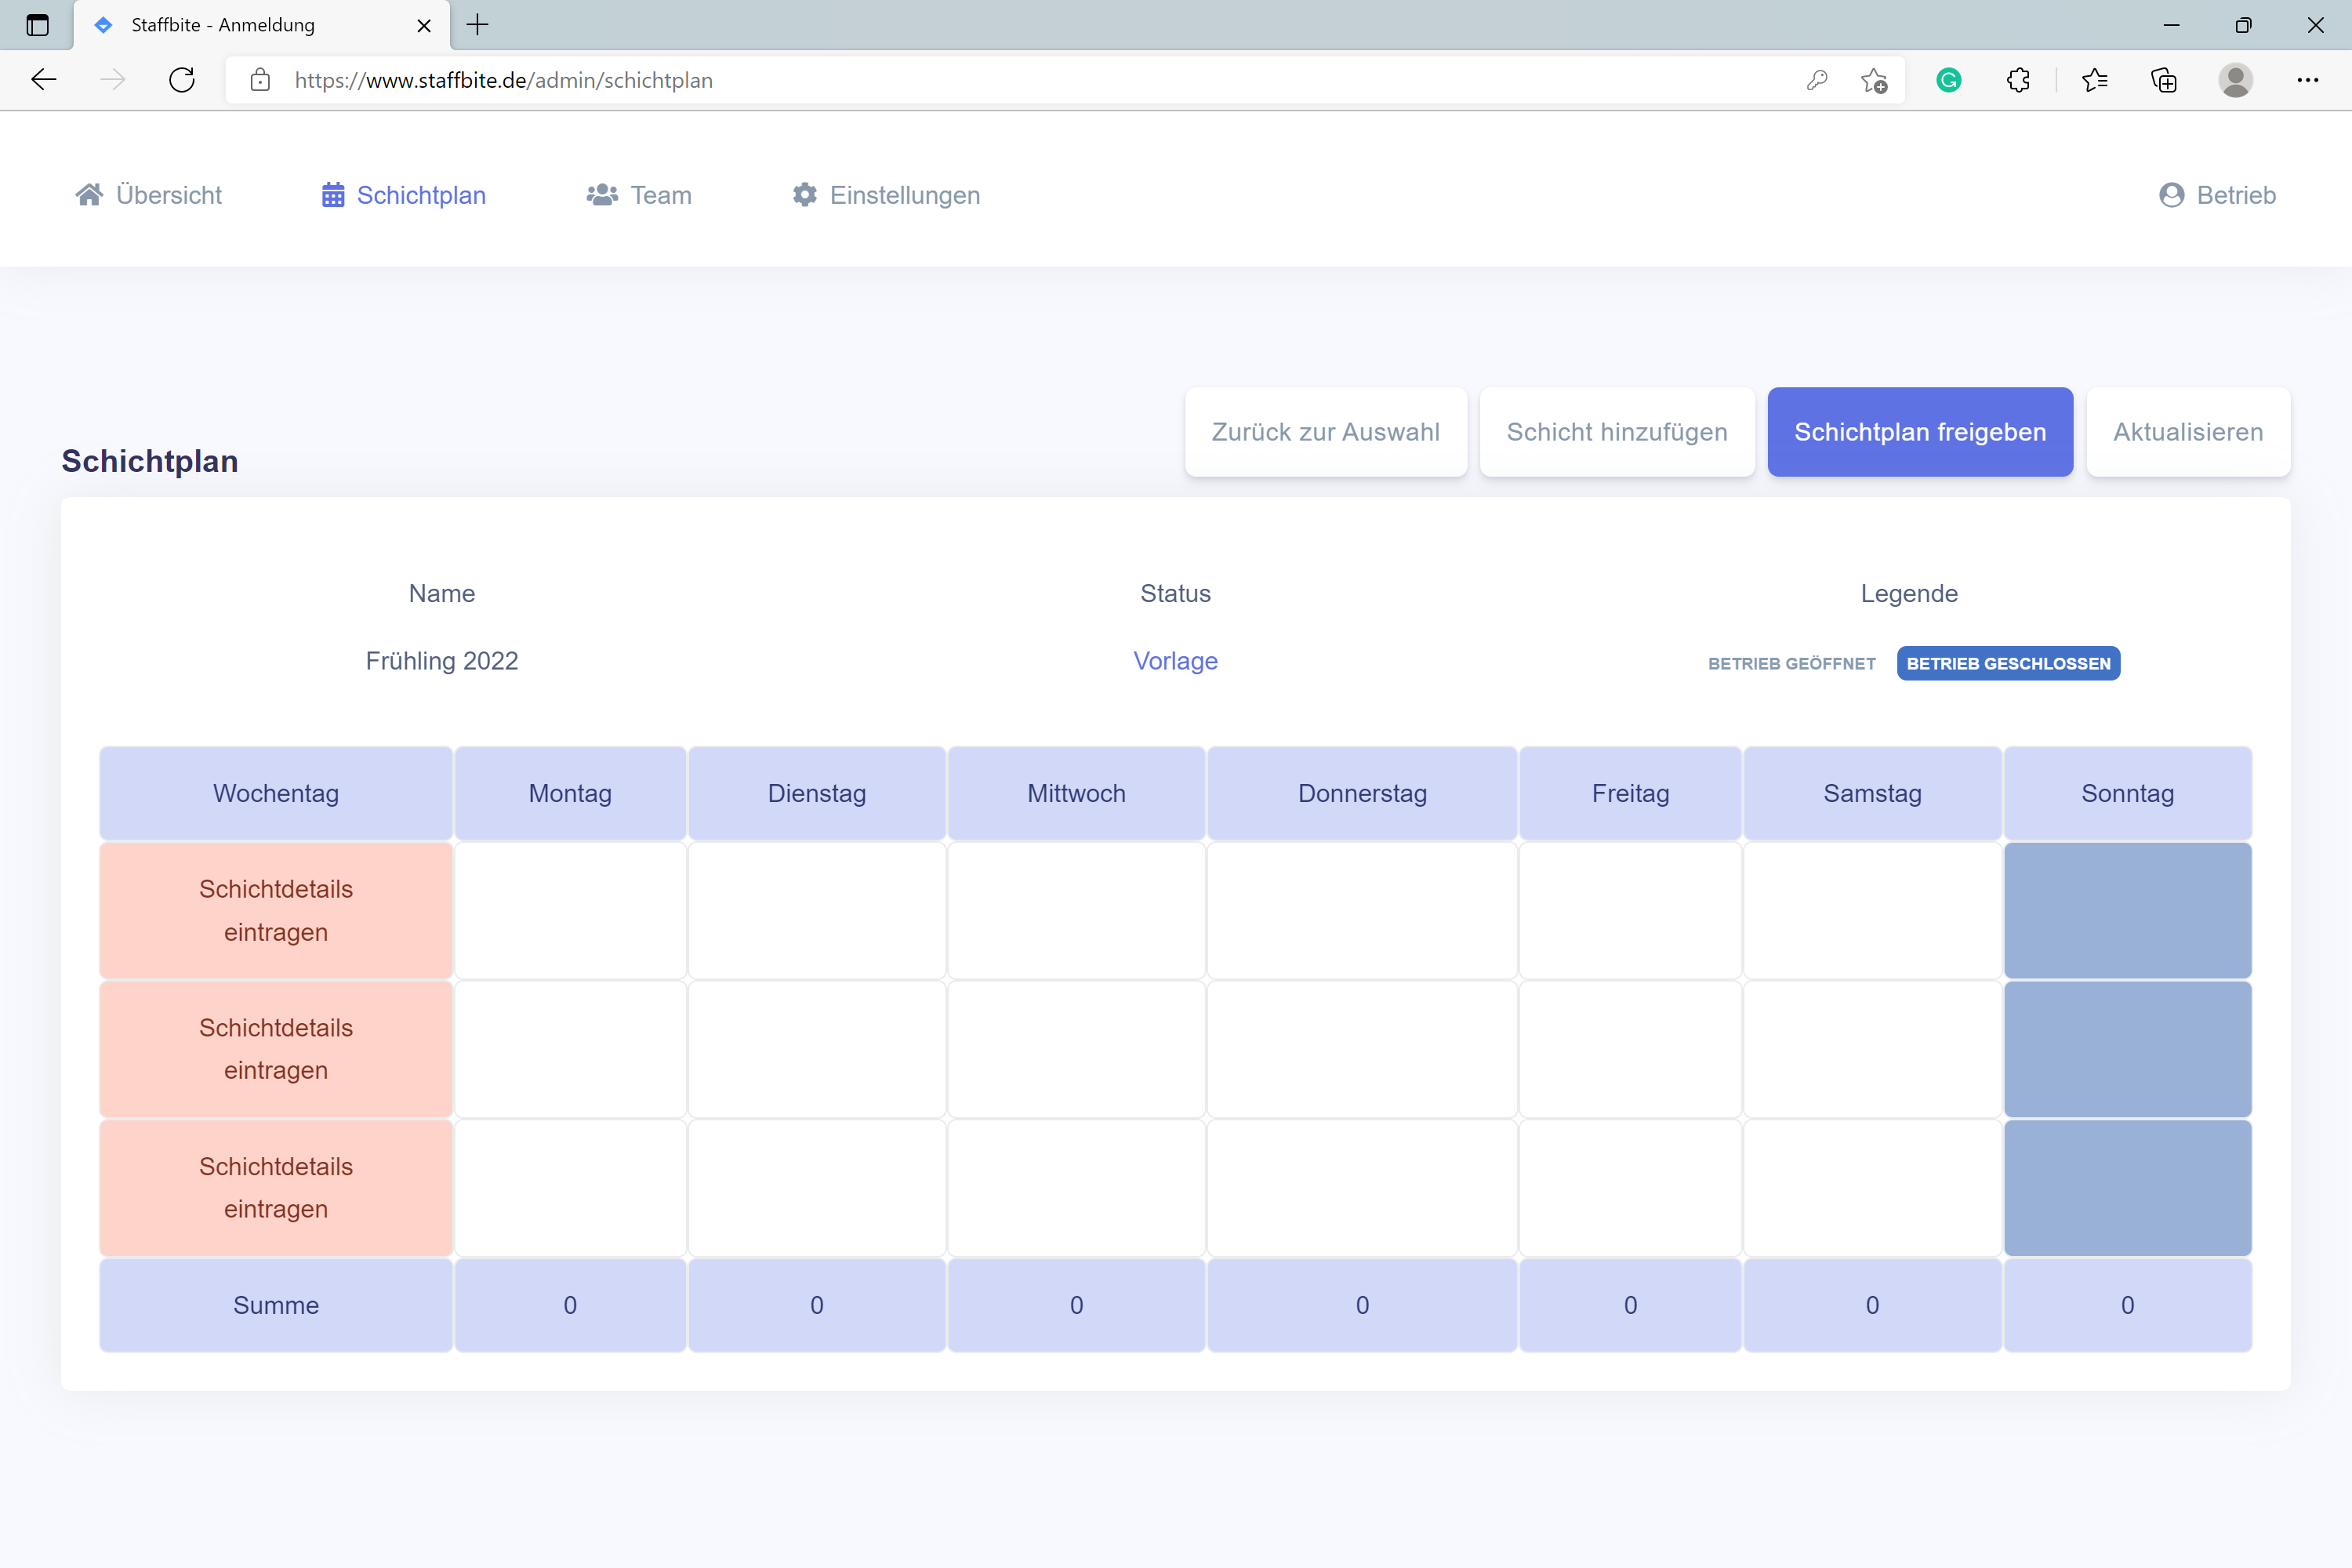 Staffbite - Anmeldung
https://www.staffbite.de/admin/schichtplan
Übersicht
Schichtplan
Team
Einstellungen
Betrieb
Zurück zur Auswahl
Schicht hinzufügen
Schichtplan freigeben
Aktualisieren
Schichtplan
Name
Status
Legende
Frühling 2022
Vorlage
BETRIEB GEÖFFNET
BETRIEB GESCHLOSSEN
Wochentag
Montag
Dienstag
Mittwoch
Donnerstag
Freitag
Samstag
Sonntag
Schichtdetails
eintragen
Schichtdetails
eintragen
Schichtdetails
eintragen
Summe
0
0
0
0
0
0
0